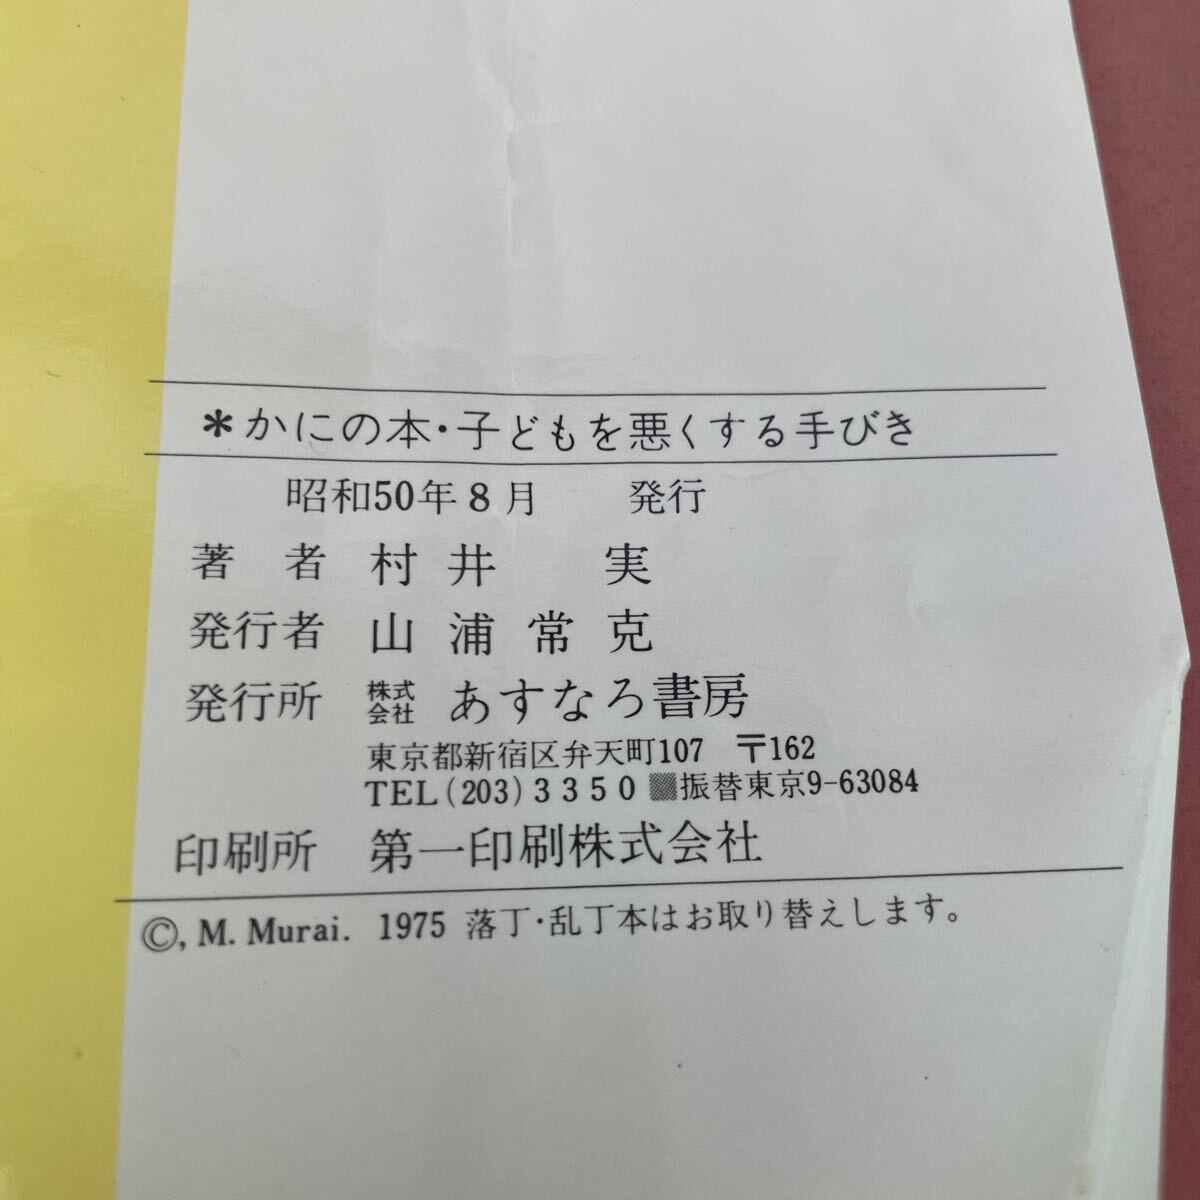 *かにの本・子どもを悪くする手びき
昭和50年8月 発行
著 者 村井 実
発行者 山浦常克
発行所 株式会社 あすなろ書房
東京都新宿区弁天町107 〒162
TEL(203)3350 ▩振替東京9-63084
印刷所 第一印刷株式会社
©, M. Murai. 1975 落丁・乱丁本はお取り替えします。